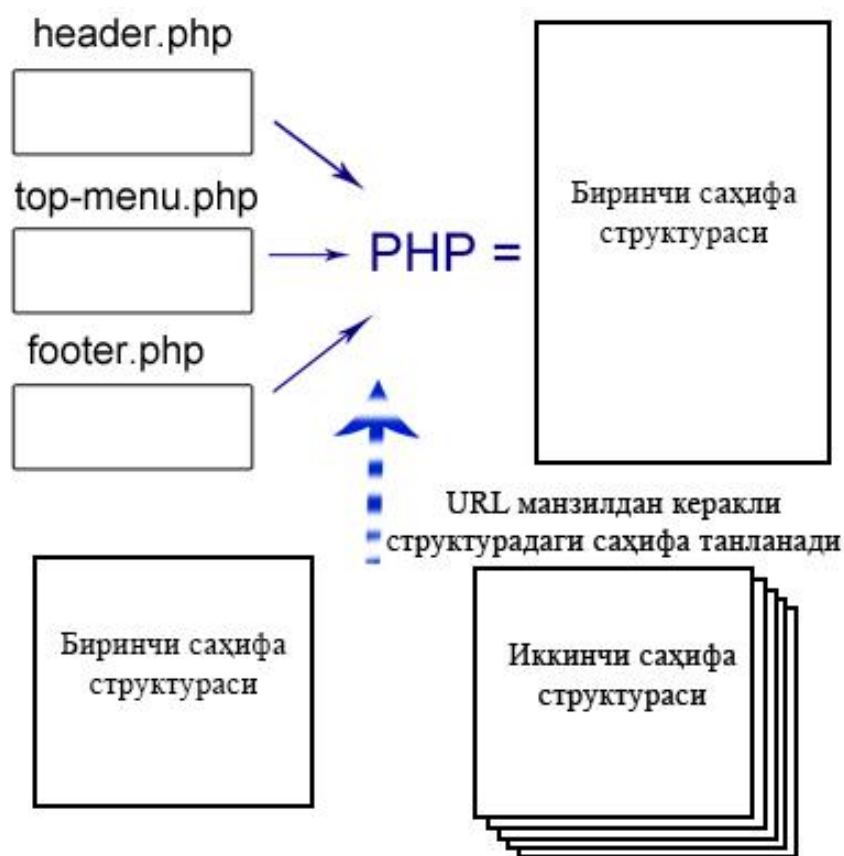 header.php
top-menu.php
footer.php
PHP =
Биринчи саҳифа
структураси
URL манзилдан керакли
структурадаги саҳифа танланади
Биринчи саҳифа
структураси
Иккинчи саҳифа
структураси